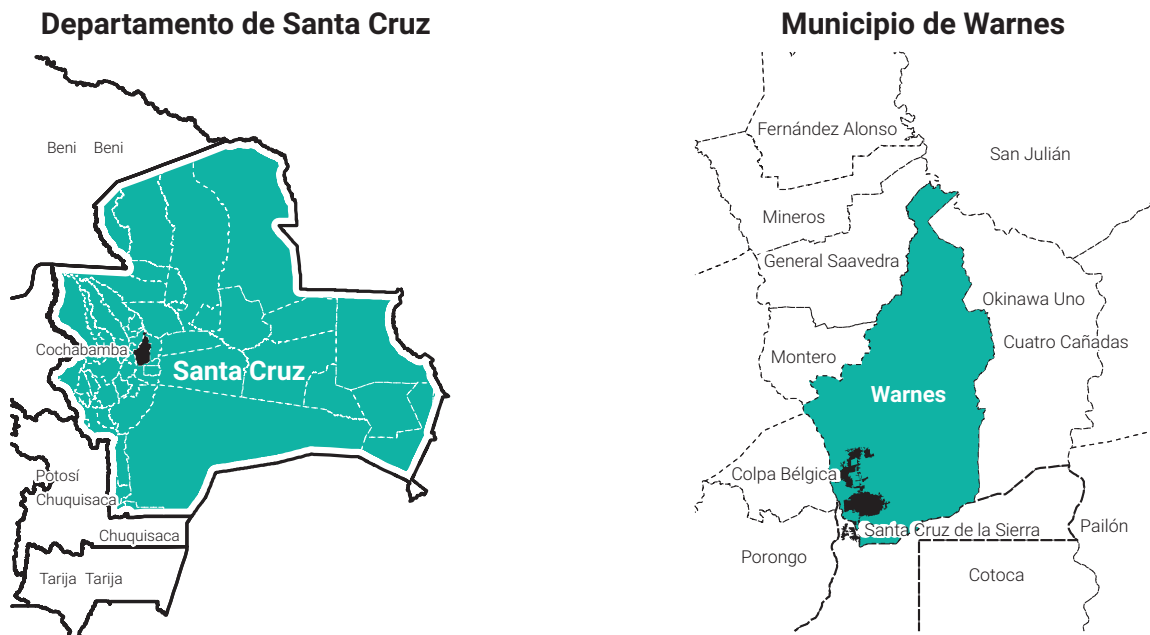 Departamento de Santa Cruz
Beni Beni
Cochabamba
Santa Cruz
Potosí
Chuquisaca
Chuquisaca
Tarija Tarija
Municipio de Warnes
Fernández Alonso
San Julián
Mineros
General Saavedra
Okinawa Uno
Cuatro Cañadas
Montero
Warnes
Colpa Bélgica
Santa Cruz de la Sierra
Pailón
Porongo
Cotoca